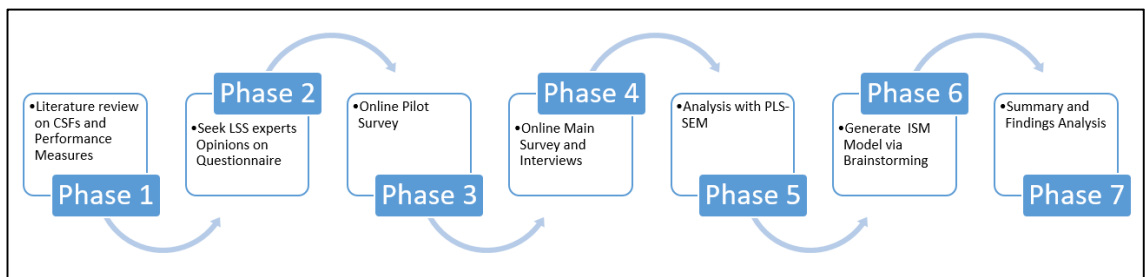 •Literature review
on CSFs and
Performance
Measures
Phase 1
Phase 2
•Seek LSS experts
Opinions on
Questionnaire
•Online Pilot
Survey
Phase 3
Phase 4
•Online Main
Survey and
Interviews
•Analysis with PLS-
SEM
Phase 5
Phase 6
•Generate ISM
Model via
Brainstorming
•Summary and
Findings Analysis
Phase 7